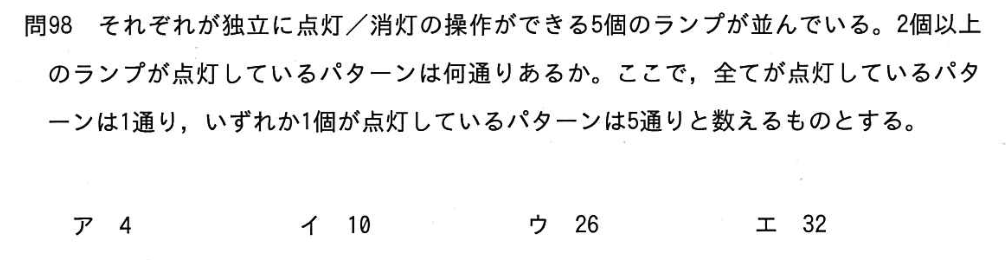 問98　それぞれが独立に点灯／消灯の操作ができる5個のランプが並んでいる。2個以上
のランプが点灯しているパターンは何通りあるか。ここで，全てが点灯しているパタ
ーンは1通り，いずれか1個が点灯しているパターンは5通りと数えるものとする。
ア　4　イ　10　ウ　26　エ　32